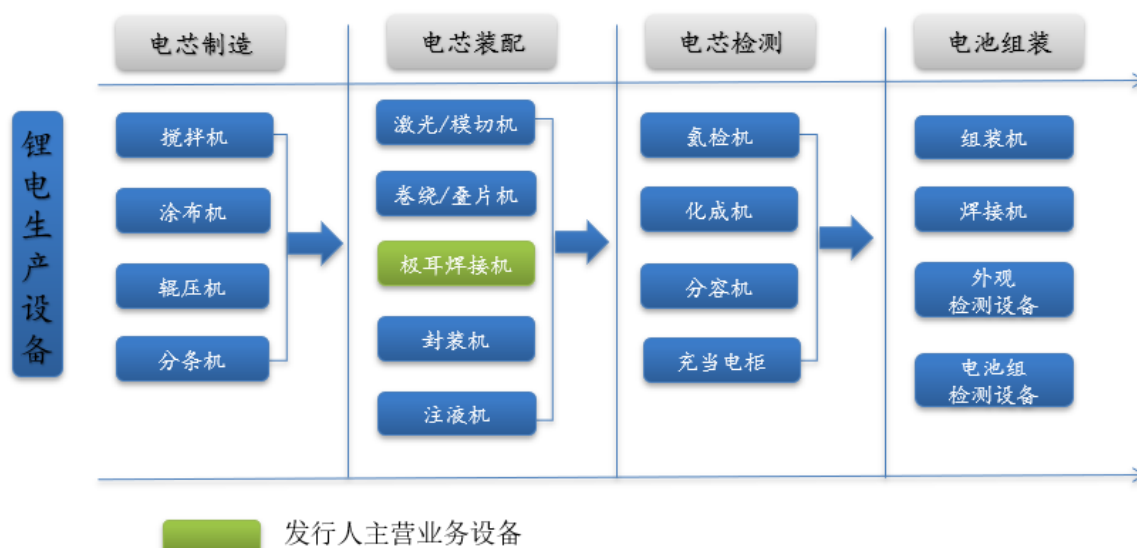 电芯制造
电芯装配
电芯检测
电池组装
锂电生产设备
搅拌机
涂布机
辊压机
分条机
激光/模切机
卷绕/叠片机
极耳焊接机
封装机
注液机
氦检机
化成机
分容机
充当电柜
组装机
焊接机
外观
检测设备
电池组
检测设备
发行人主营业务设备